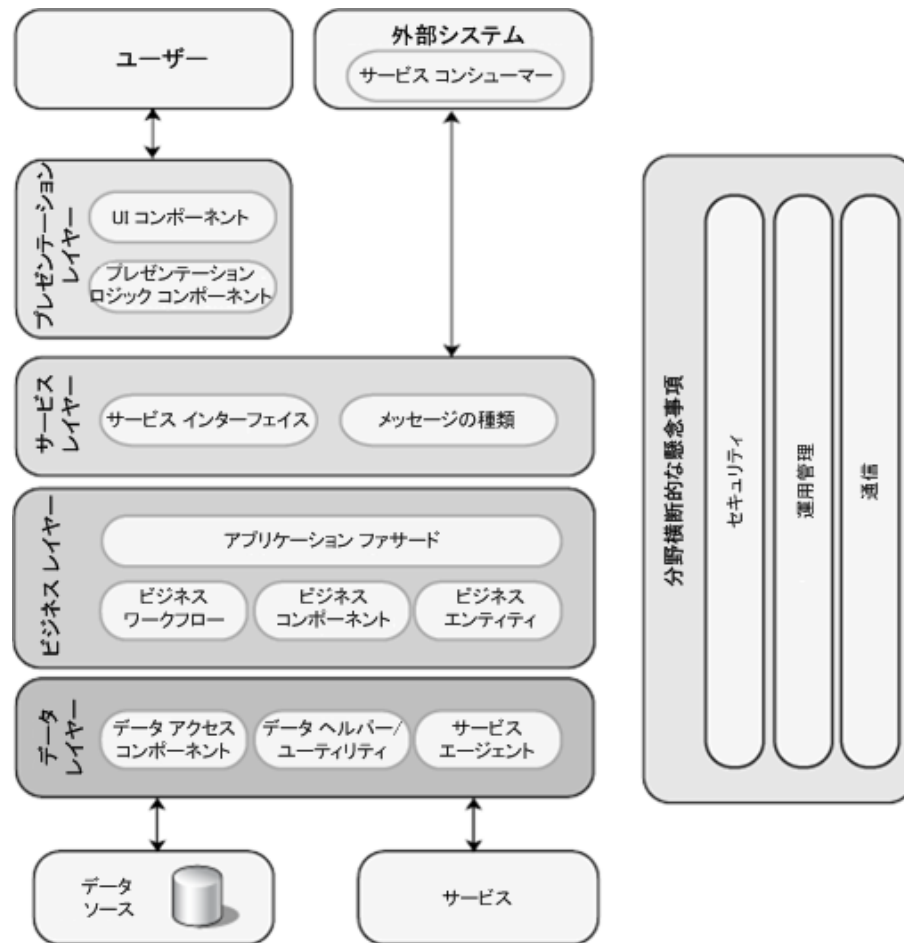 ユーザー
外部システム
サービス コンシューマー
プレゼンテーション
レイヤー
UI コンポーネント
プレゼンテーション
ロジック コンポーネント
サービス
レイヤー
サービス インターフェイス
メッセージの種類
ビジネス レイヤー
アプリケーション ファサード
ビジネス
ワークフロー
ビジネス
コンポーネント
ビジネス
エンティティ
データ
レイヤー
データ アクセス
コンポーネント
データ ヘルパー/
ユーティリティ
サービス
エージェント
データ
ソース
サービス
分野横断的な懸念事項
セキュリティ
運用管理
通信